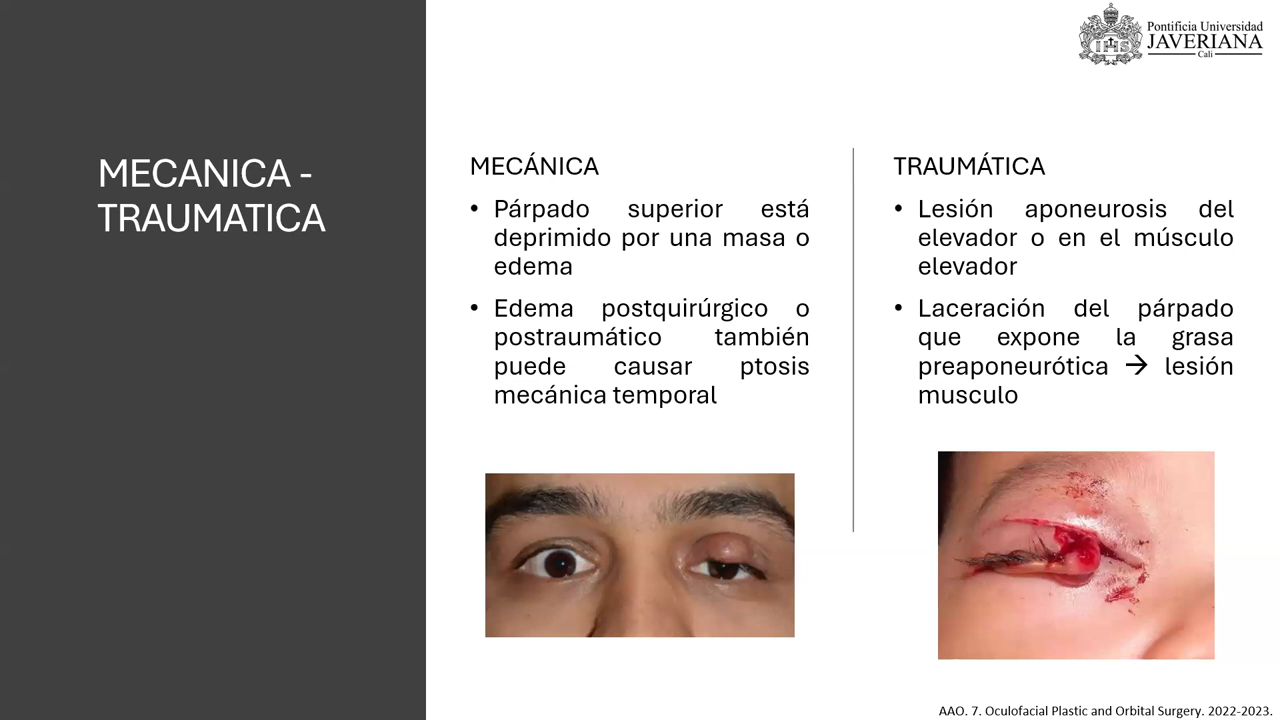 Pontificia Universidad
JAVERIANA
Cali
MECANICA -
TRAUMATICA
MECÁNICA
• Párpado superior está
deprimido por una masa o
edema
• Edema postquirúrgico o
postraumático también
puede causar ptosis
mecánica temporal
TRAUMÁTICA
• Lesión aponeurosis del
elevador o en el músculo
elevador
• Laceración del párpado
que expone la grasa
preaponeurótica → lesión
musculo
AAO. 7. Oculofacial Plastic and Orbital Surgery. 2022-2023.